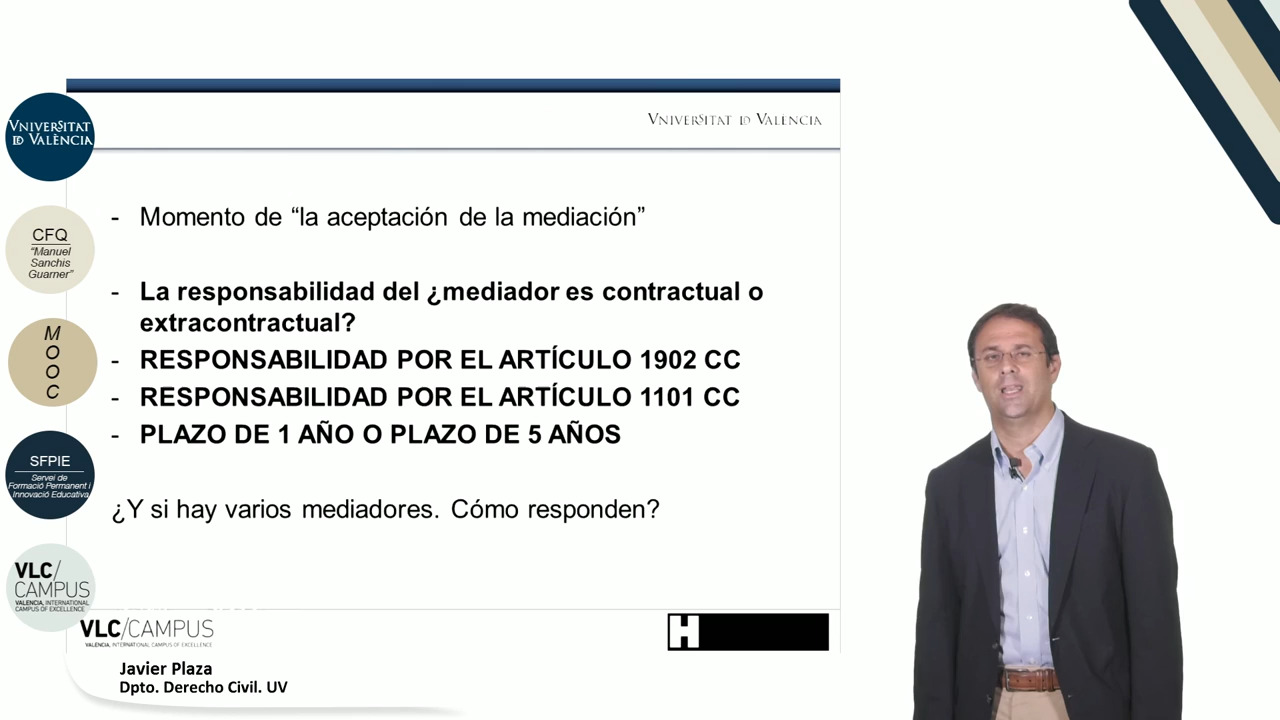 VNIVERSITAT
ID VALÈNCIA
CFQ
“Manuel
Sanchis
Guarner”
M
O
O
C
SFPIE
Servei de
Formació Permanent i
Innovació Educativa
VLC/
CAMPUS
VALENCIA, INTERNATIONAL
CAMPUS OF EXCELLENCE
VNIVERSITAT ID VALÈNCIA
- Momento de “la aceptación de la mediación”
- La responsabilidad del ¿mediador es contractual o
extracontractual?
- RESPONSABILIDAD POR EL ARTÍCULO 1902 CC
- RESPONSABILIDAD POR EL ARTÍCULO 1101 CC
- PLAZO DE 1 AÑO O PLAZO DE 5 AÑOS
¿Y si hay varios mediadores. Cómo responden?
VLC/CAMPUS
VALENCIA, INTERNATIONAL CAMPUS OF EXCELLENCE
H
Javier Plaza
Dpto. Derecho Civil. UV